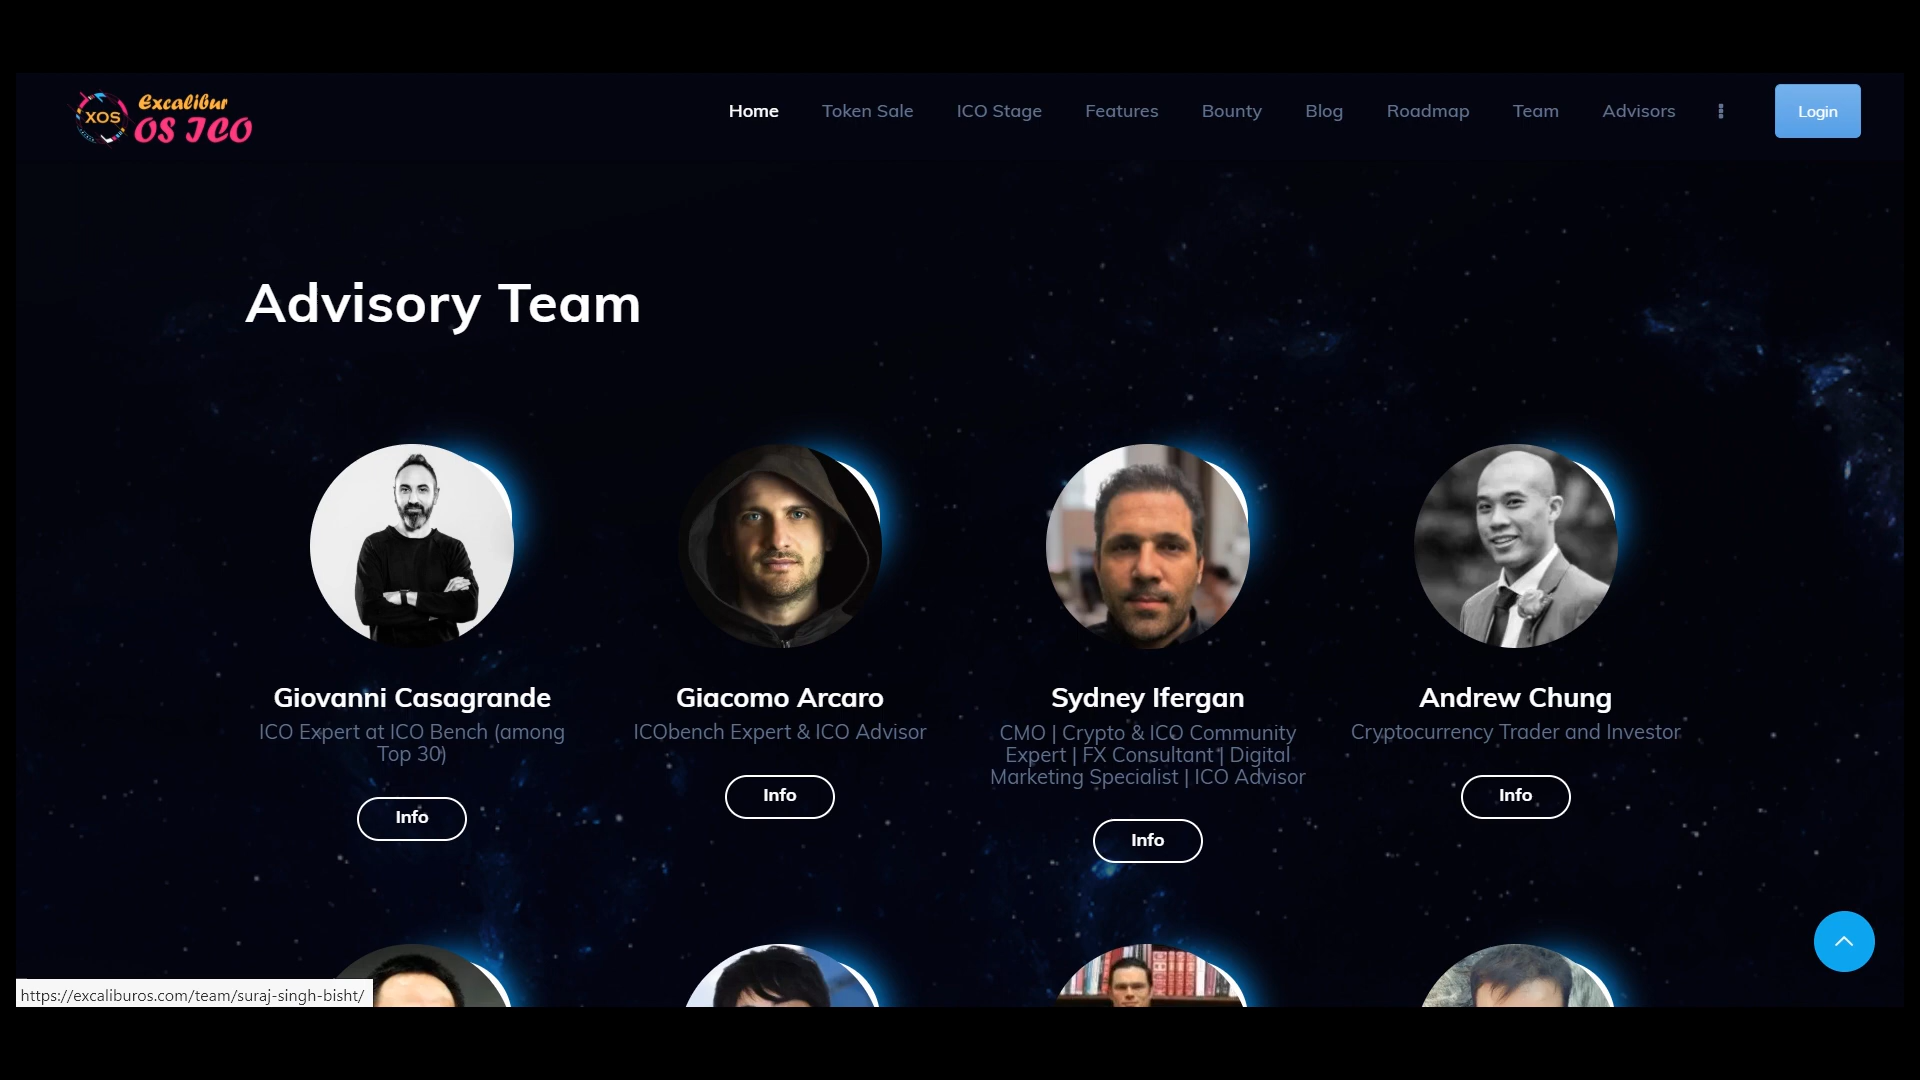 XOS
Excalibur
OS ICO
Home Token Sale ICO Stage Features Bounty Blog Roadmap Team Advisors Login
Advisory Team
Giovanni Casagrande
ICO Expert at ICO Bench (among
Top 30)
Info
Giacomo Arcaro
ICObench Expert & ICO Advisor
Info
Sydney Ifergan
CMO | Crypto & ICO Community
Expert | FX Consultant | Digital
Marketing Specialist | ICO Advisor
Info
Andrew Chung
Cryptocurrency Trader and Investor
Info
https://excaliburos.com/team/suraj-singh-bisht/